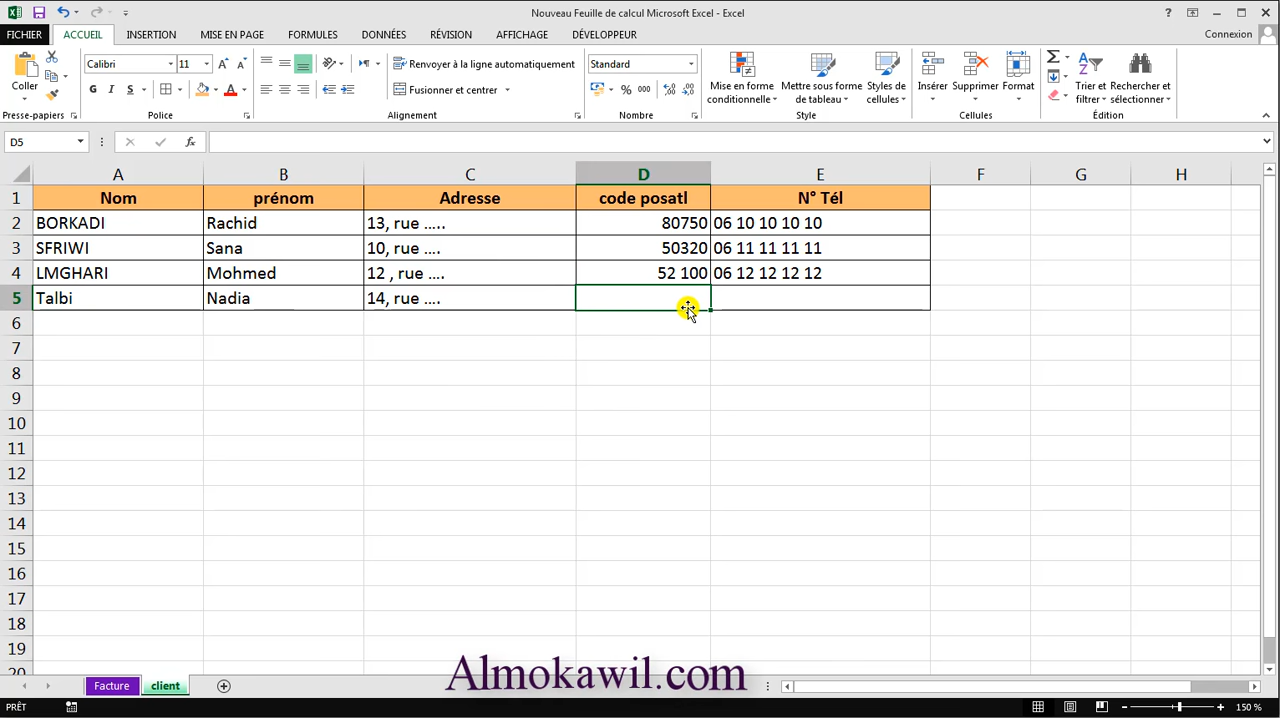 Nouveau Feuille de calcul Microsoft Excel - Excel
FICHIER ACCUEIL INSERTION MISE EN PAGE FORMULES DONNÉES RÉVISION AFFICHAGE DÉVELOPPEUR Connexion
Coller
Presse-papiers
Calibri 11
G I S
Police
Renvoyer à la ligne automatiquement
Fusionner et centrer
Alignement
Standard
% 000
Nombre
Mise en forme conditionnelle
Mettre sous forme de tableau
Styles de cellules
Style
Insérer Supprimer Format
Cellules
Trier et filtrer
Rechercher et sélectionner
Édition
D5 fx
A B C D E F G H
1 Nom prénom Adresse code posatl N° Tél
2 BORKADI Rachid 13, rue ..... 80750 06 10 10 10 10
3 SFRIWI Sana 10, rue .... 50320 06 11 11 11 11
4 LMGHARI Mohmed 12 , rue .... 52 100 06 12 12 12 12
5 Talbi Nadia 14, rue ....
6
7
8
9
10
11
12
13
14
15
16
17
18
19
20
Almokawil.com
Facture client
PRÊT 150 %